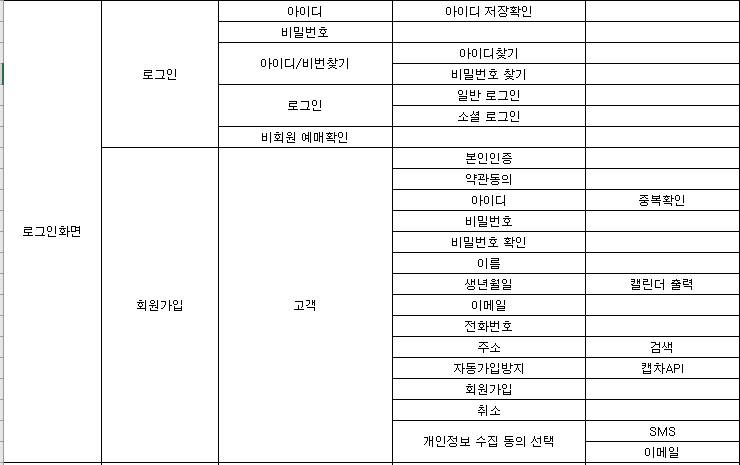 아이디 아이디 저장확인
비밀번호
아이디/비번찾기 아이디찾기
비밀번호 찾기
로그인
로그인 일반 로그인
소셜 로그인
비회원 예매확인
본인인증
약관동의
아이디 중복확인
비밀번호
로그인화면
비밀번호 확인
이름
생년월일 캘린더 출력
회원가입 고객 이메일
전화번호
주소 검색
자동가입방지 캡차API
회원가입
취소
개인정보 수집 동의 선택 SMS
이메일